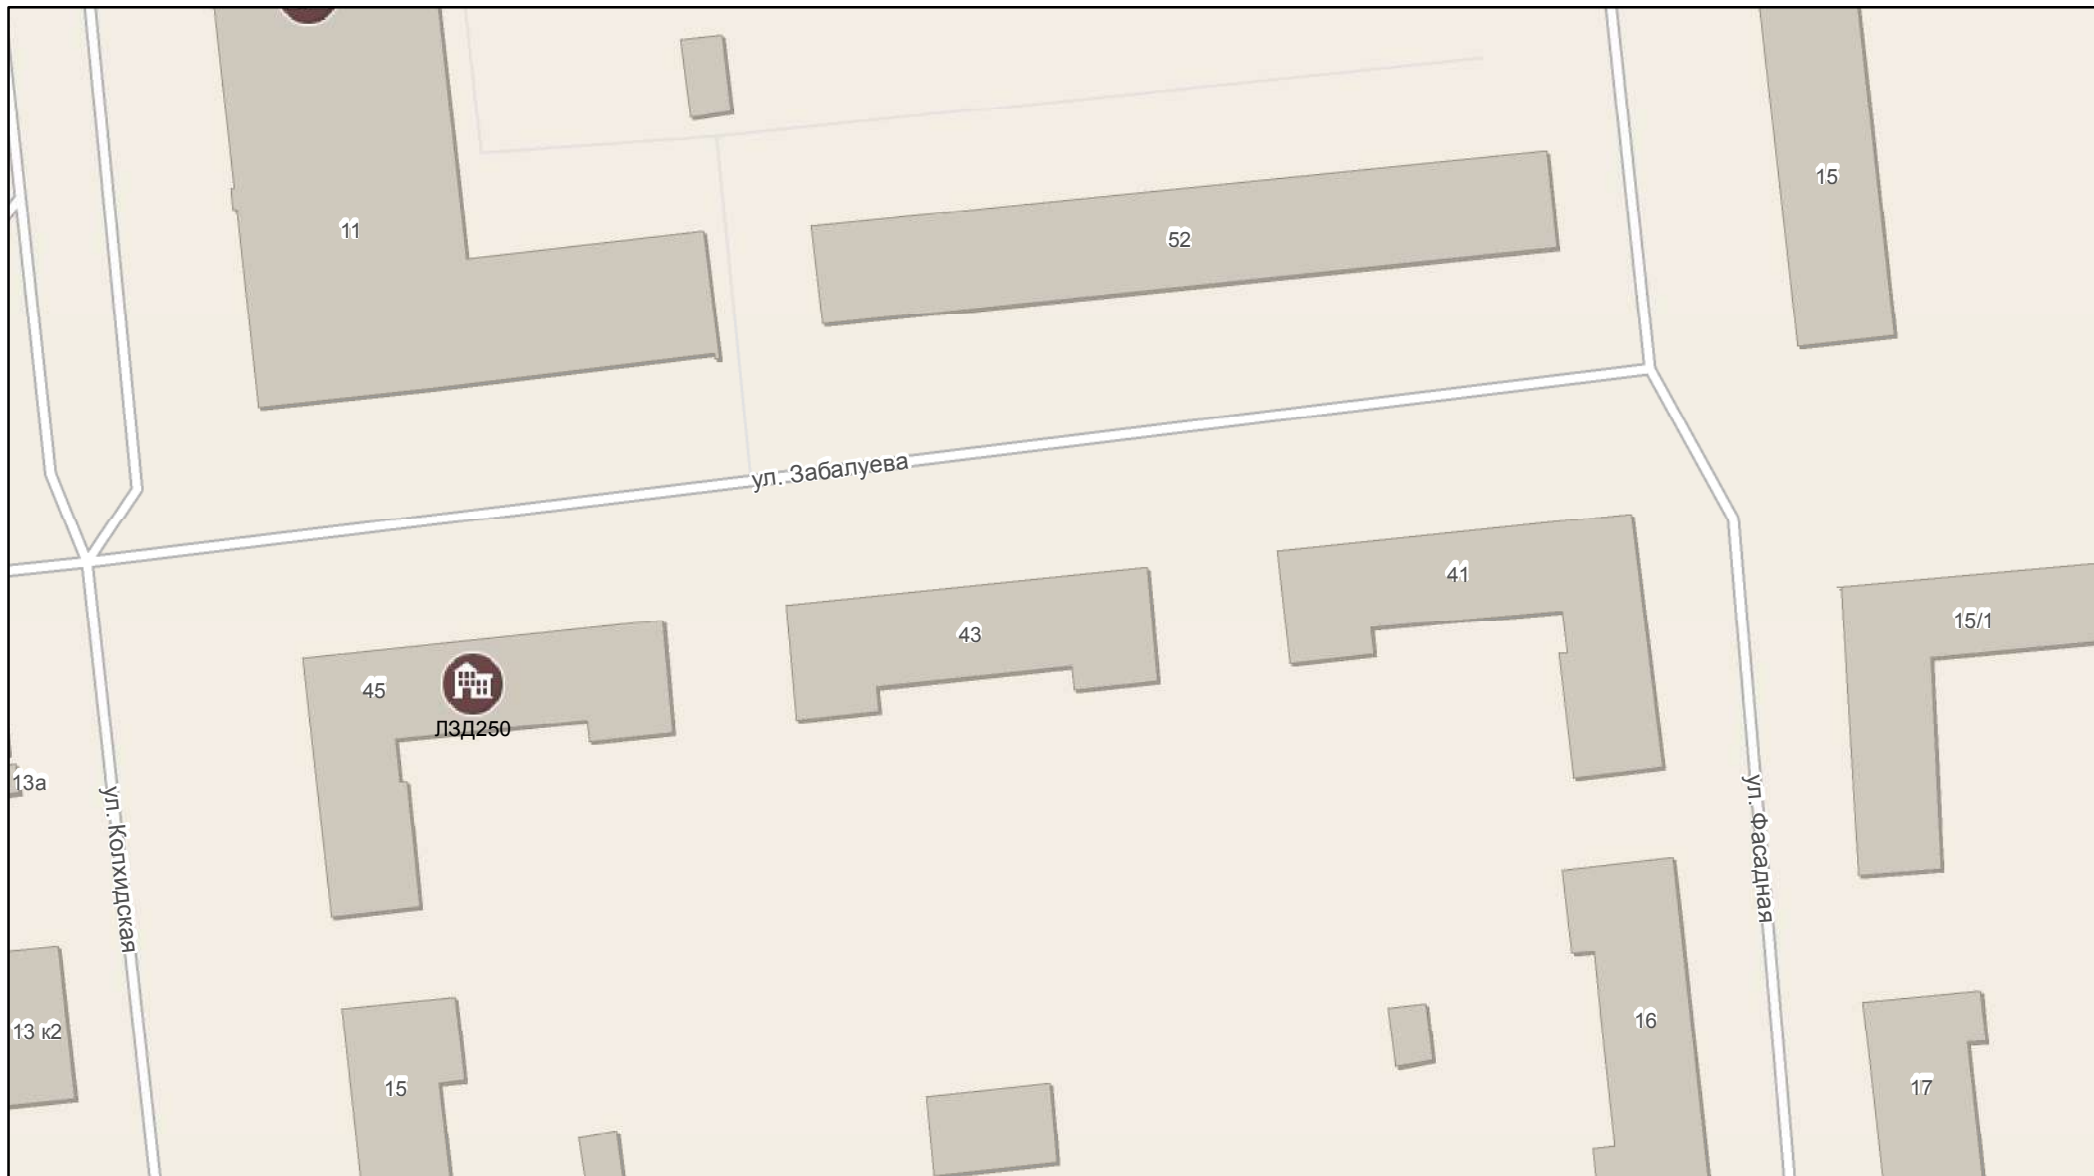 15
11
52
ул. Забалуева
41
15/1
43
45
ЛЗД250
13а
ул. Колхидская
ул. Фасадная
13 к2
16
15
17